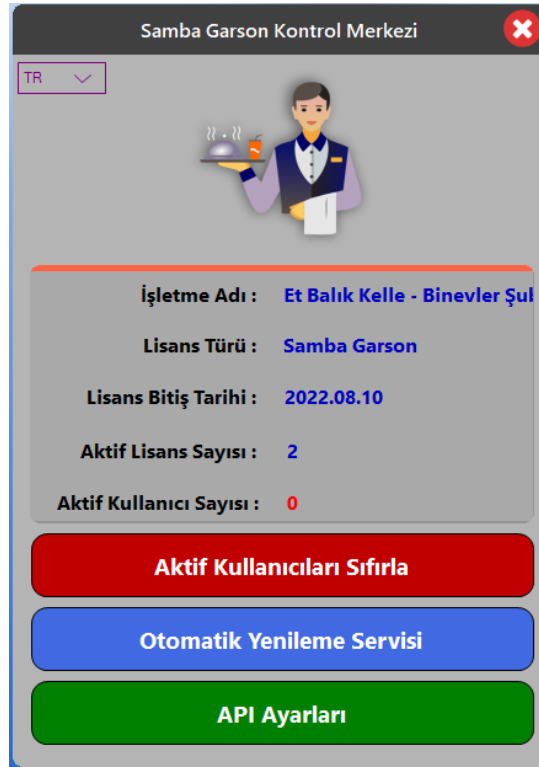 Samba Garson Kontrol Merkezi
TR
İşletme Adı : Et Balık Kelle - Binevler Şul
Lisans Türü : Samba Garson
Lisans Bitiş Tarihi : 2022.08.10
Aktif Lisans Sayısı : 2
Aktif Kullanıcı Sayısı : 0
Aktif Kullanıcıları Sıfırla
Otomatik Yenileme Servisi
API Ayarları